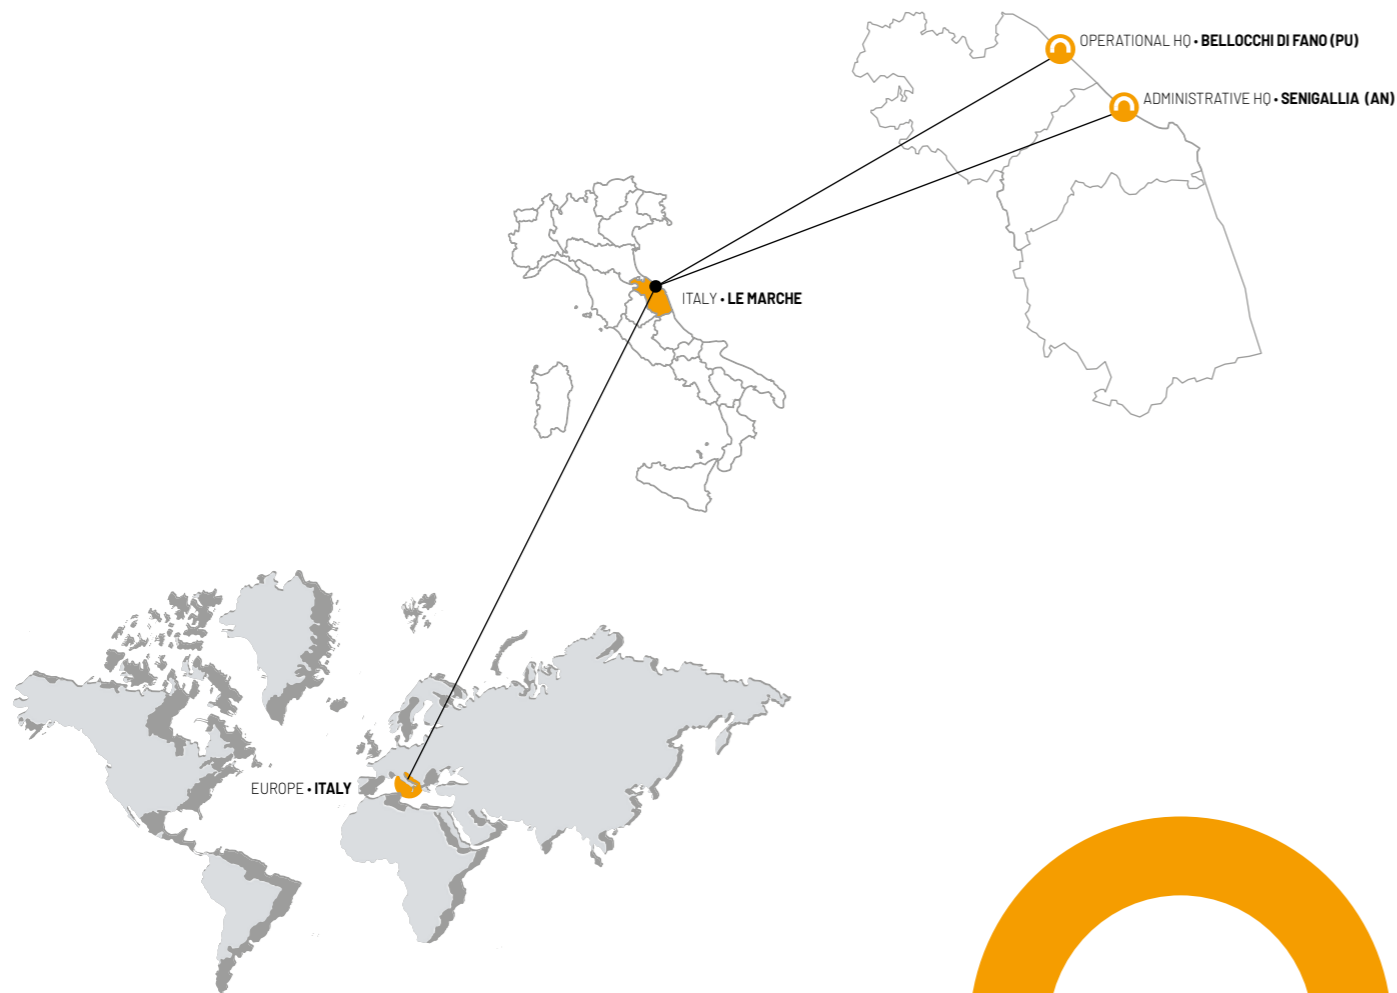 OPERATIONAL HQ • BELLOCCHI DI FANO (PU)
ADMINISTRATIVE HQ • SENIGALLIA (AN)
ITALY • LE MARCHE
EUROPE • ITALY